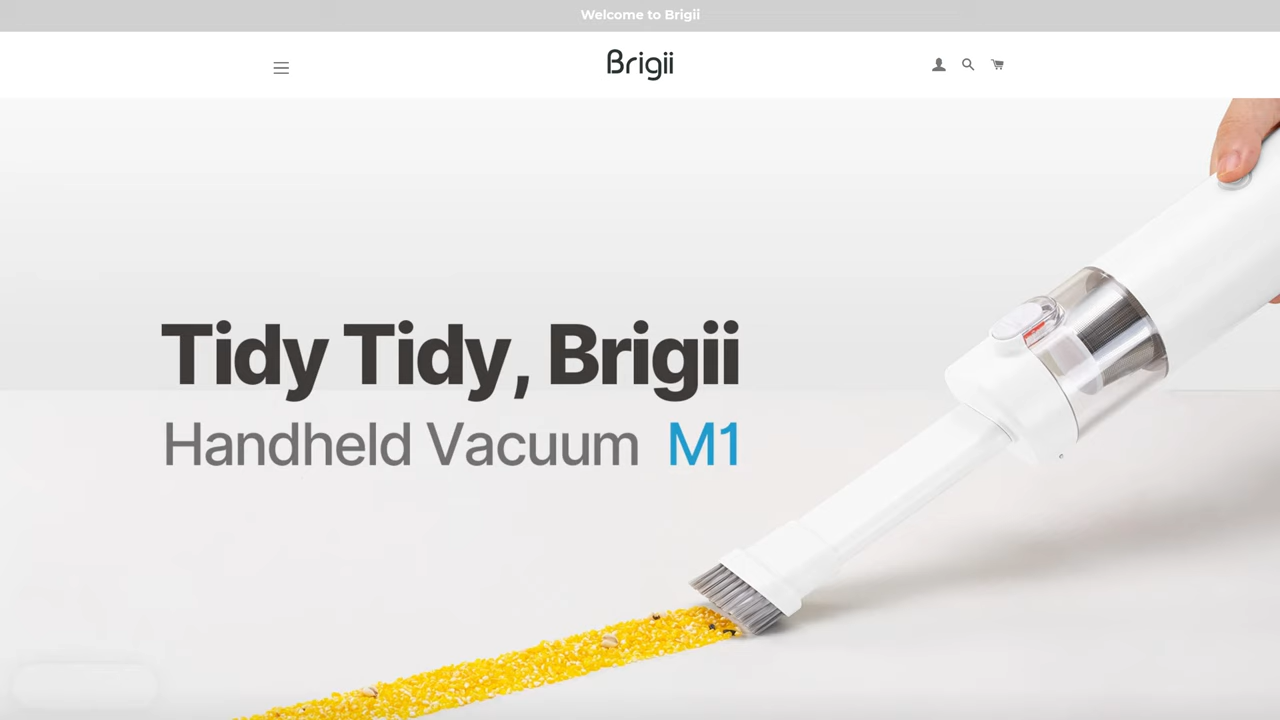 Welcome to Brigii
Brigii
Tidy Tidy, Brigii
Handheld Vacuum M1